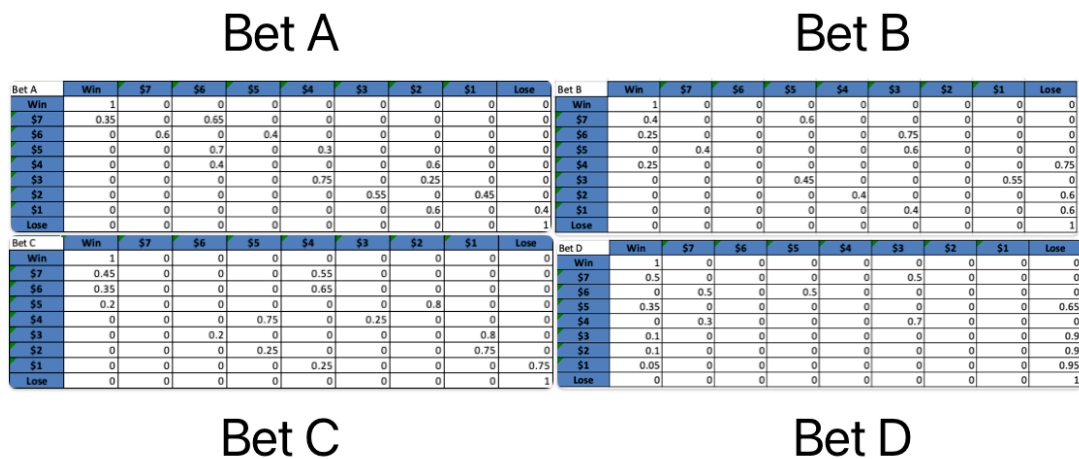 Bet A Bet B
Bet A Win $7 $6 $5 $4 $3 $2 $1 Lose
Win 1 0 0 0 0 0 0 0 0
$7 0.35 0 0.65 0 0 0 0 0 0
$6 0 0.6 0 0.4 0 0 0 0 0
$5 0 0 0.7 0 0.3 0 0 0 0
$4 0 0 0.4 0 0 0 0.6 0 0
$3 0 0 0 0 0.75 0 0.25 0 0
$2 0 0 0 0 0 0.55 0 0.45 0
$1 0 0 0 0 0 0 0.6 0 0.4
Lose 0 0 0 0 0 0 0 0 1
Bet B Win $7 $6 $5 $4 $3 $2 $1 Lose
Win 1 0 0 0 0 0 0 0 0
$7 0.4 0 0 0.6 0 0 0 0 0
$6 0.25 0 0 0 0 0.75 0 0 0
$5 0 0.4 0 0 0 0.6 0 0 0
$4 0.25 0 0 0 0 0 0 0 0.75
$3 0 0 0 0.45 0 0 0 0.55 0
$2 0 0 0 0 0.4 0 0 0 0.6
$1 0 0 0 0 0 0.4 0 0 0.6
Lose 0 0 0 0 0 0 0 0 1
Bet C Win $7 $6 $5 $4 $3 $2 $1 Lose
Win 1 0 0 0 0 0 0 0 0
$7 0.45 0 0 0 0.55 0 0 0 0
$6 0.35 0 0 0 0.65 0 0 0 0
$5 0.2 0 0 0 0 0 0.8 0 0
$4 0 0 0 0.75 0 0.25 0 0 0
$3 0 0 0.2 0 0 0 0 0.8 0
$2 0 0 0 0.25 0 0 0 0.75 0
$1 0 0 0 0 0.25 0 0 0 0.75
Lose 0 0 0 0 0 0 0 0 1
Bet D Win $7 $6 $5 $4 $3 $2 $1 Lose
Win 1 0 0 0 0 0 0 0 0
$7 0.5 0 0 0 0 0.5 0 0 0
$6 0 0.5 0 0.5 0 0 0 0 0
$5 0.35 0 0 0 0 0 0 0 0.65
$4 0 0.3 0 0 0 0.7 0 0 0
$3 0.1 0 0 0 0 0 0 0 0.9
$2 0.1 0 0 0 0 0 0 0 0.9
$1 0.05 0 0 0 0 0 0 0 0.95
Lose 0 0 0 0 0 0 0 0 1
Bet C Bet D